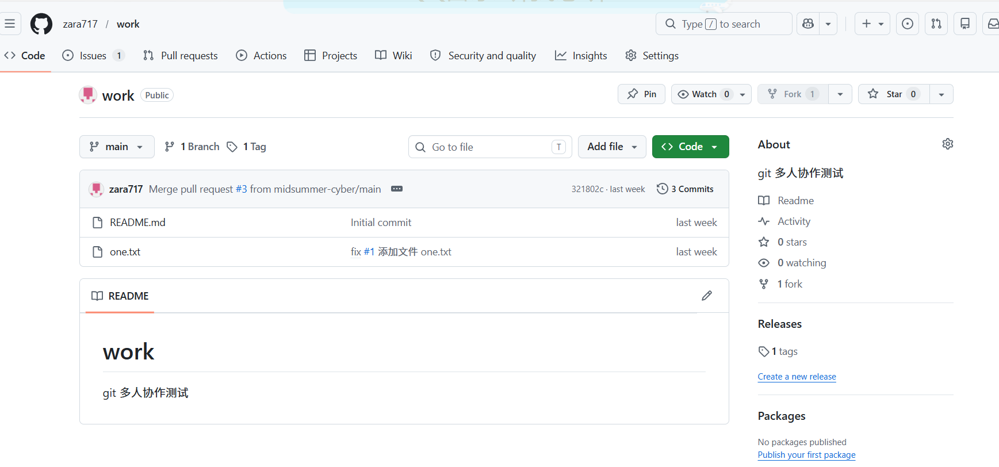 zara717 / work
Type / to search
Code Issues 1 Pull requests Actions Projects Wiki Security and quality Insights Settings
work Public
Pin Watch 0 Fork 1 Star 0
main 1 Branch 1 Tag Go to file T Add file Code
zara717 Merge pull request #3 from midsummer-cyber/main 321802c · last week 3 Commits
README.md Initial commit last week
one.txt fix #1 添加文件 one.txt last week
README
work
git 多人协作测试
About
git 多人协作测试
Readme
Activity
0 stars
0 watching
1 fork
Releases
1 tags
Create a new release
Packages
No packages published
Publish your first package